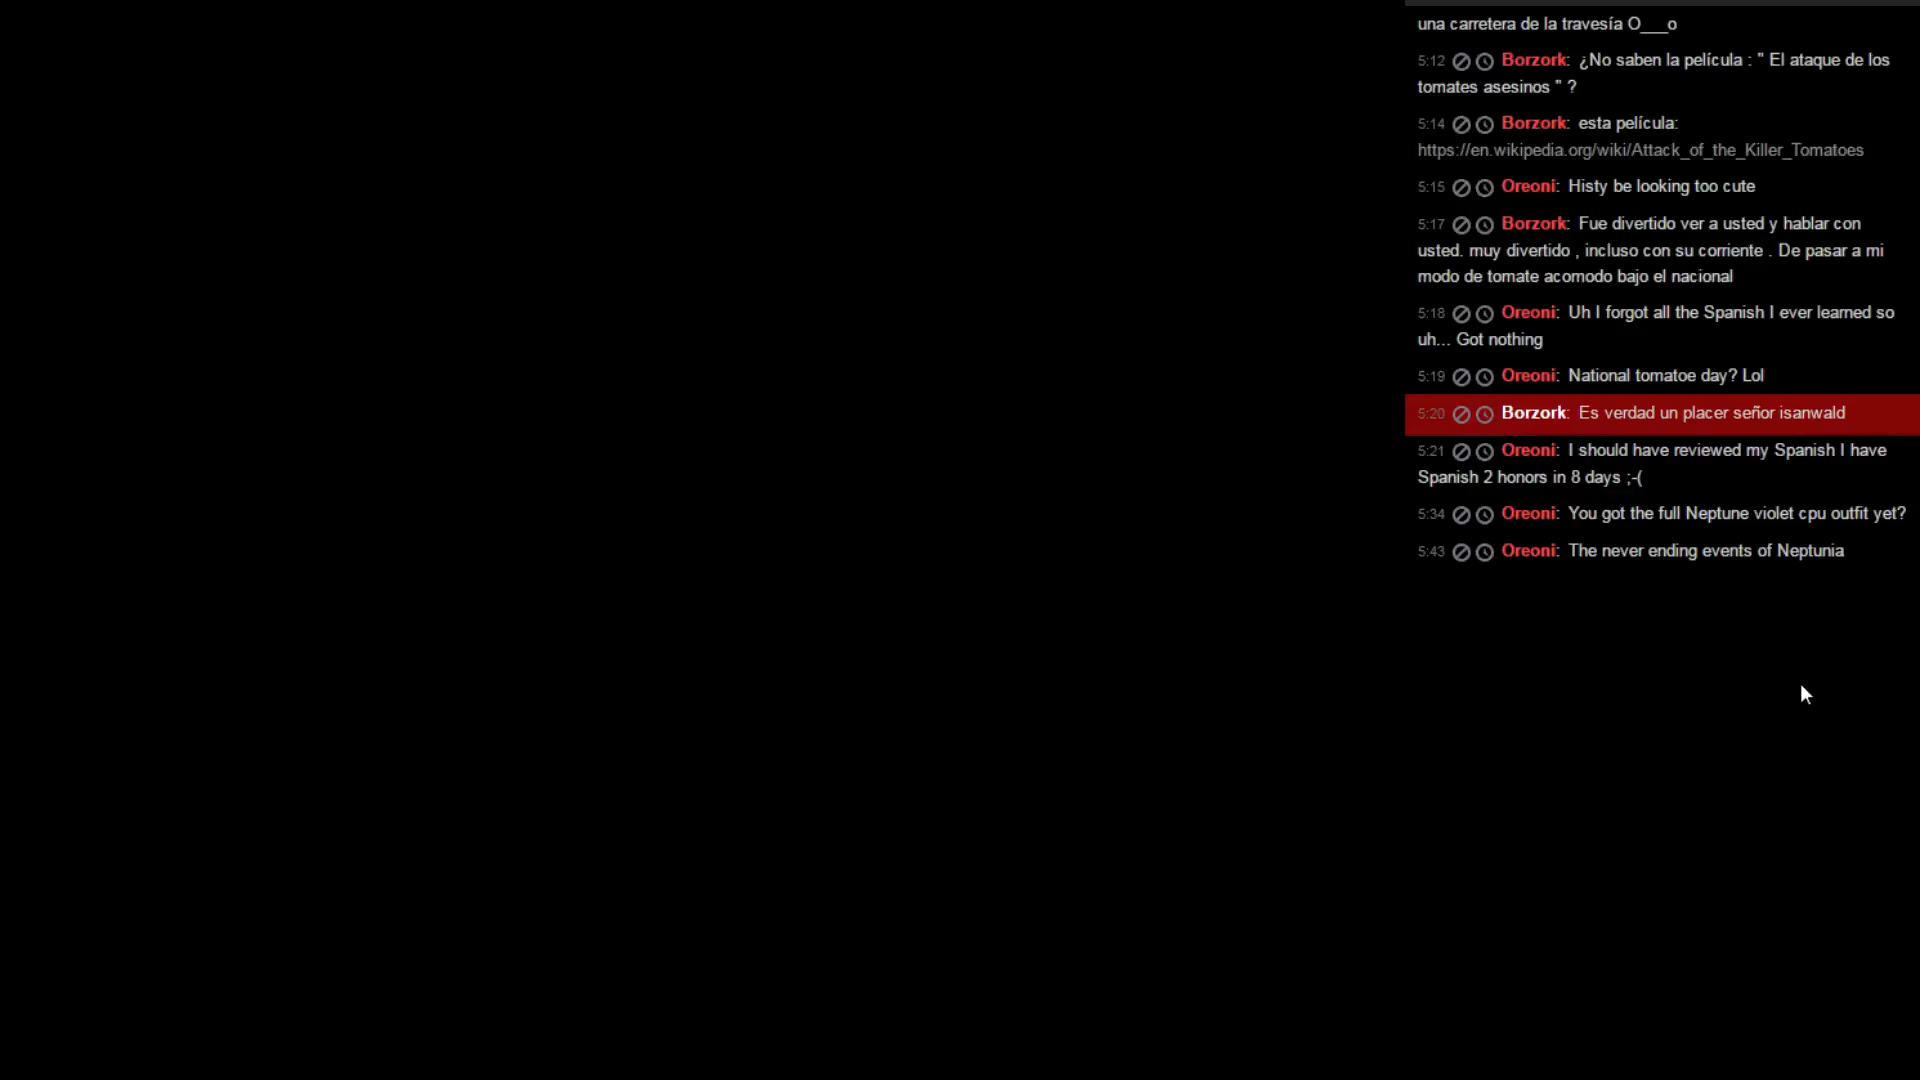 una carretera de la travesía O___o
5:12 Borzork: ¿No saben la película : " El ataque de los
tomates asesinos " ?
5:14 Borzork: esta película:
https://en.wikipedia.org/wiki/Attack_of_the_Killer_Tomatoes
5:15 Oreoni: Histy be looking too cute
5:17 Borzork: Fue divertido ver a usted y hablar con
usted. muy divertido , incluso con su corriente . De pasar a mi
modo de tomate acomodo bajo el nacional
5:18 Oreoni: Uh I forgot all the Spanish I ever learned so
uh... Got nothing
5:19 Oreoni: National tomatoe day? Lol
5:20 Borzork: Es verdad un placer señor isanwald
5:21 Oreoni: I should have reviewed my Spanish I have
Spanish 2 honors in 8 days ;-(
5:34 Oreoni: You got the full Neptune violet cpu outfit yet?
5:43 Oreoni: The never ending events of Neptunia